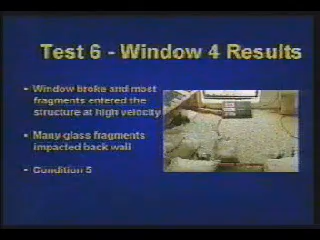 Test 6 - Window 4 Results
• Window broke and most
fragments entered the
structure at high velocity
• Many glass fragments
impacted back wall
• Condition 5